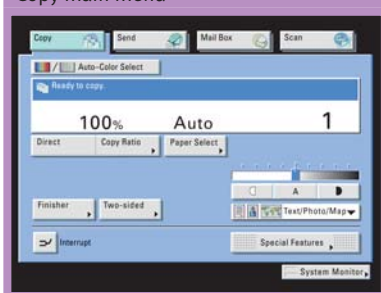 Copy main menu
Copy Send Mail Box Scan
Auto-Color Select
Ready to copy.
100% Auto 1
Direct Copy Ratio Paper Select
A
Finisher Two-sided Text/Photo/Map
Interrupt Special Features
System Monitor